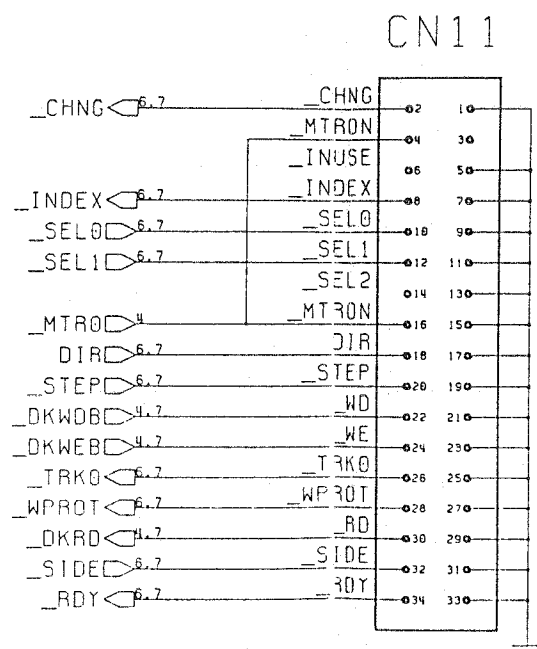 CN11
_CHNG 6,7 _CHNG 2 1
_MTRON 4 3
_INUSE 6 5
_INDEX 6,7 _INDEX 8 7
_SEL0 6,7 _SEL0 10 9
_SEL1 6,7 _SEL1 12 11
_SEL2 14 13
_MTR0 4 _MTRON 16 15
DIR 6,7 DIR 18 17
_STEP 6,7 _STEP 20 19
_DKWDB 4,7 _WD 22 21
_DKWEB 4,7 _WE 24 23
_TRK0 6,7 _TRK0 26 25
_WPROT 6,7 _WPROT 28 27
_DKRD 4,7 _RD 30 29
_SIDE 6,7 _SIDE 32 31
_RDY 6,7 _RDY 34 33